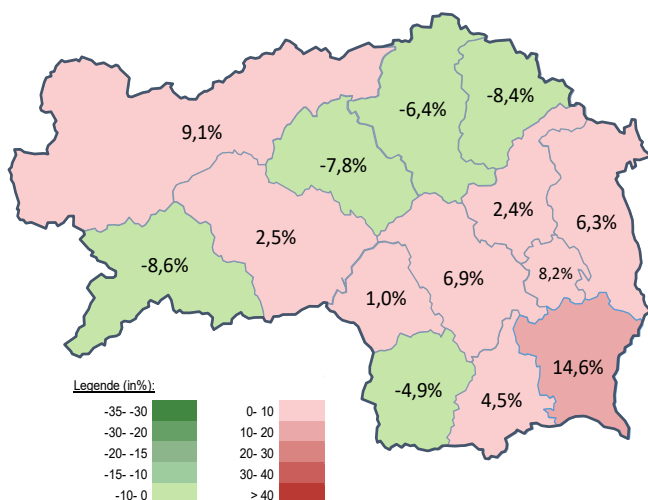 -8,4%
-6,4%
9,1%
-7,8%
2,4%
6,3%
2,5%
-8,6%
6,9%
8,2%
1,0%
14,6%
-4,9%
4,5%
Legende (in%):
-35- -30 0- 10
-30- -20 10- 20
-20- -15 20- 30
-15- -10 30- 40
-10- 0 > 40